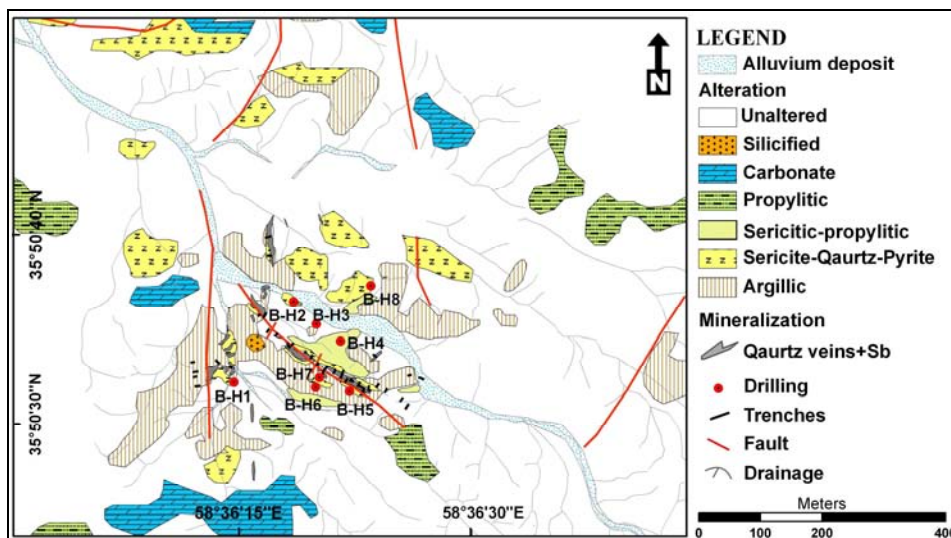 LEGEND
Alluvium deposit
Alteration
Unaltered
Silicified
Carbonate
Propylitic
Sericitic-propylitic
Sericite-Qaurtz-Pyrite
Argillic
Mineralization
Qaurtz veins+Sb
Drilling
Trenches
Fault
Drainage
Meters
0 100 200 400
N
35°50'40''N
35°50'30''N
58°36'15''E
58°36'30''E
B-H8
B-H2
B-H3
B-H4
B-H7
B-H1
B-H6
B-H5